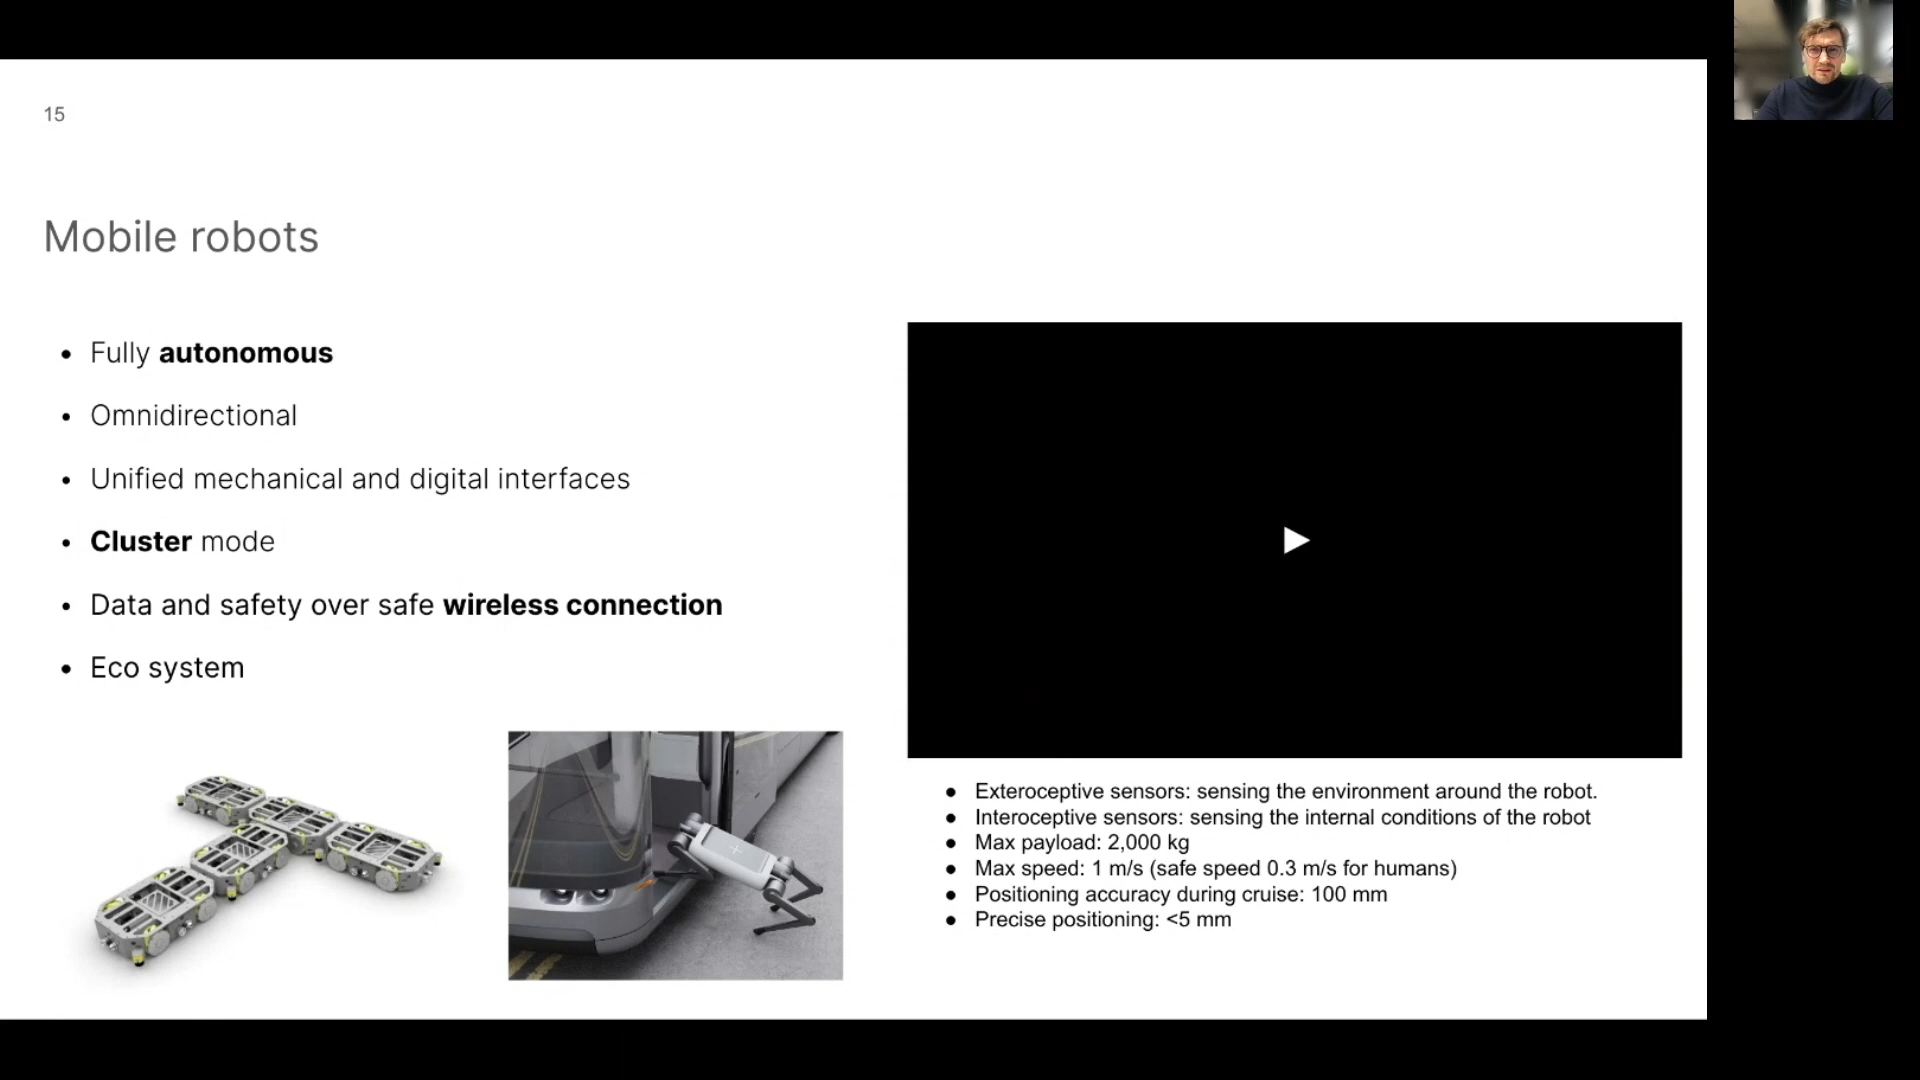 15
Mobile robots
• Fully autonomous
• Omnidirectional
• Unified mechanical and digital interfaces
• Cluster mode
• Data and safety over safe wireless connection
• Eco system
● Exteroceptive sensors: sensing the environment around the robot.
● Interoceptive sensors: sensing the internal conditions of the robot
● Max payload: 2,000 kg
● Max speed: 1 m/s (safe speed 0.3 m/s for humans)
● Positioning accuracy during cruise: 100 mm
● Precise positioning: <5 mm